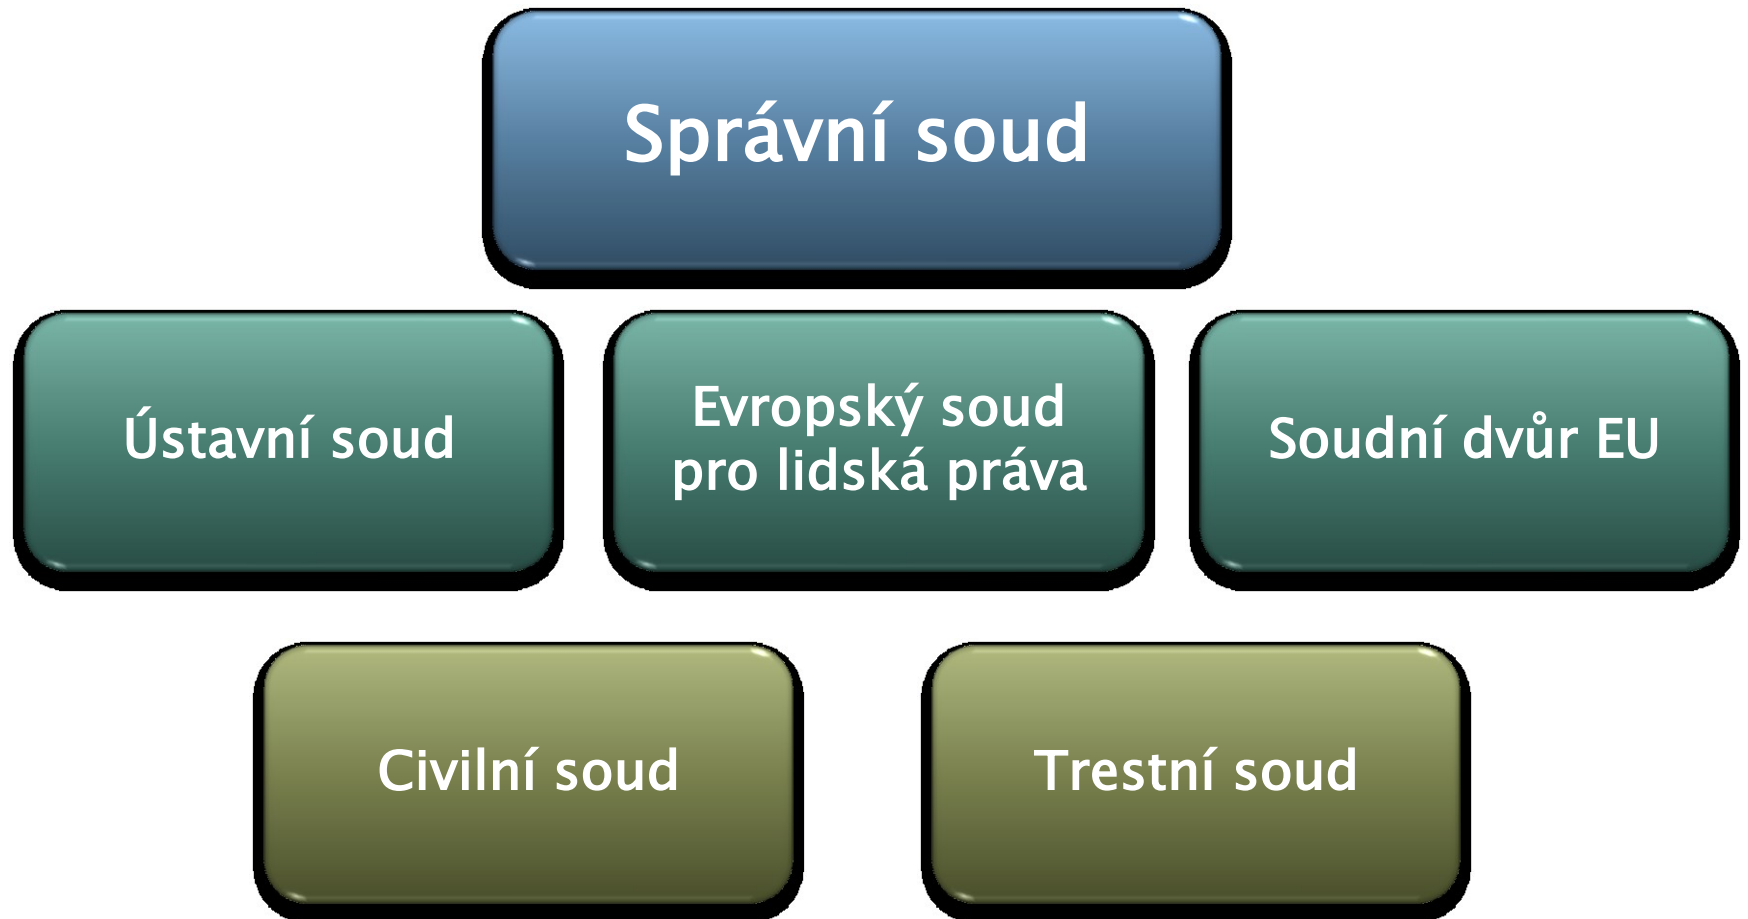 Správní soud
Ústavní soud
Evropský soud
pro lidská práva
Soudní dvůr EU
Civilní soud
Trestní soud